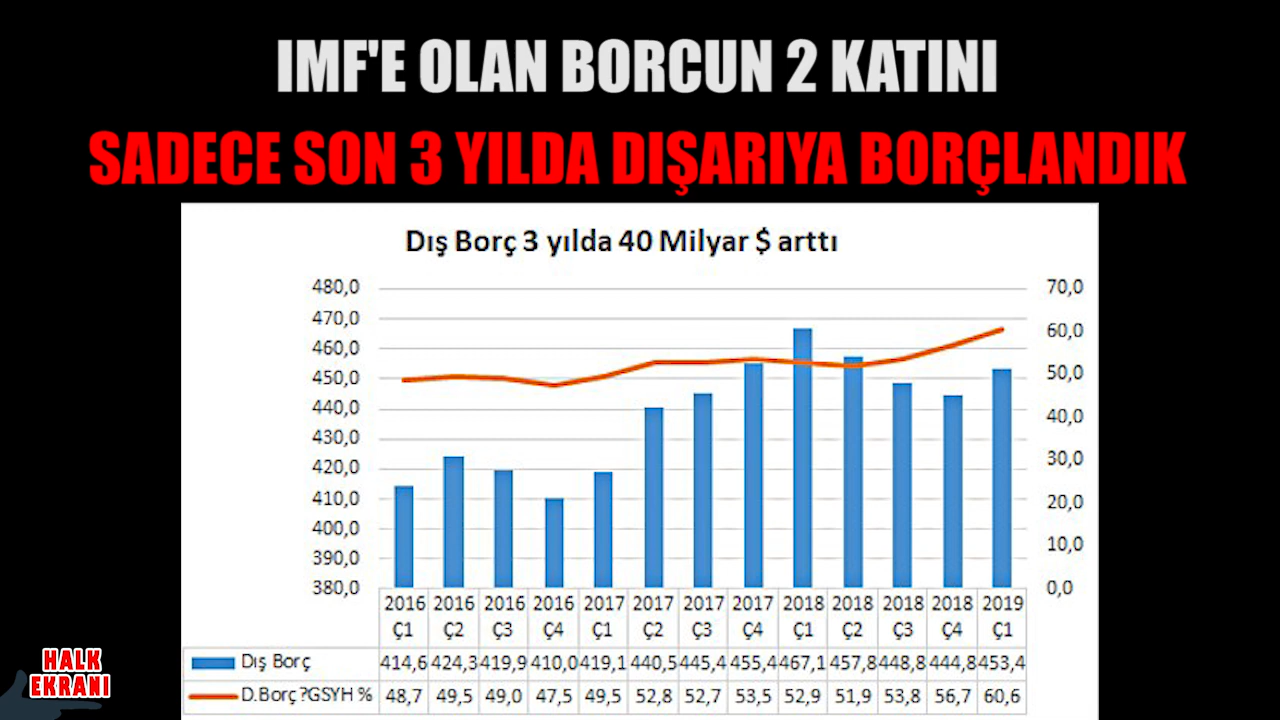 IMF'E OLAN BORCUN 2 KATINI
SADECE SON 3 YILDA DIŞARIYA BORÇLANDIK
Dış Borç 3 yılda 40 Milyar $ arttı
480,0 70,0
470,0
460,0 60,0
450,0 50,0
440,0 40,0
430,0
420,0 30,0
410,0 20,0
400,0
390,0 10,0
380,0 0,0
2016 2016 2016 2016 2017 2017 2017 2017 2018 2018 2018 2018 2019
Ç1 Ç2 Ç3 Ç4 Ç1 Ç2 Ç3 Ç4 Ç1 Ç2 Ç3 Ç4 Ç1
Dış Borç 414,6 424,3 419,9 410,0 419,1 440,5 445,4 455,4 467,1 457,8 448,8 444,8 453,4
D.Borç ?GSYH % 48,7 49,5 49,0 47,5 49,5 52,8 52,7 53,5 52,9 51,9 53,8 56,7 60,6
HALK
EKRANI